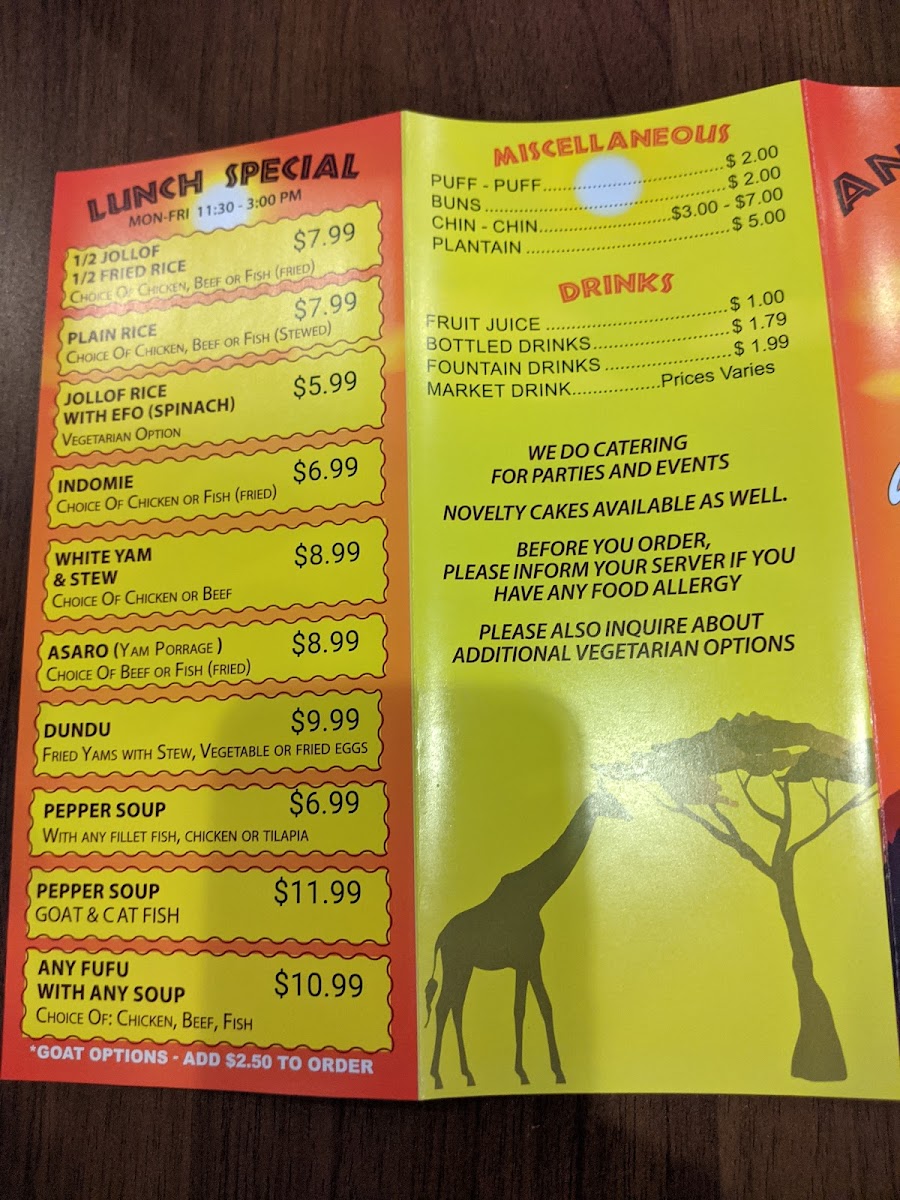 LUNCH SPECIAL
MON-FRI 11:30 - 3:00 PM
1/2 JOLLOF
1/2 FRIED RICE $7.99
CHOICE OF CHICKEN, BEEF OR FISH (FRIED)
PLAIN RICE $7.99
CHOICE OF CHICKEN, BEEF OR FISH (STEWED)
JOLLOF RICE $5.99
WITH EFO (SPINACH)
VEGETARIAN OPTION
INDOMIE $6.99
CHOICE OF CHICKEN OR FISH (FRIED)
WHITE YAM $8.99
& STEW
CHOICE OF CHICKEN OR BEEF
ASARO (YAM PORRAGE ) $8.99
CHOICE OF BEEF OR FISH (FRIED)
DUNDU $9.99
FRIED YAMS WITH STEW, VEGETABLE OR FRIED EGGS
PEPPER SOUP $6.99
WITH ANY FILLET FISH, CHICKEN OR TILAPIA
PEPPER SOUP $11.99
GOAT & CAT FISH
ANY FUFU $10.99
WITH ANY SOUP
CHOICE OF: CHICKEN, BEEF, FISH
*GOAT OPTIONS - ADD $2.50 TO ORDER
MISCELLANEOUS
PUFF - PUFF.................................$ 2.00
BUNS.............................................$ 2.00
CHIN - CHIN........................$3.00 - $7.00
PLANTAIN.....................................$ 5.00
DRINKS
FRUIT JUICE.................................$ 1.00
BOTTLED DRINKS.........................$ 1.79
FOUNTAIN DRINKS.......................$ 1.99
MARKET DRINK................Prices Varies
WE DO CATERING
FOR PARTIES AND EVENTS
NOVELTY CAKES AVAILABLE AS WELL.
BEFORE YOU ORDER,
PLEASE INFORM YOUR SERVER IF YOU
HAVE ANY FOOD ALLERGY
PLEASE ALSO INQUIRE ABOUT
ADDITIONAL VEGETARIAN OPTIONS